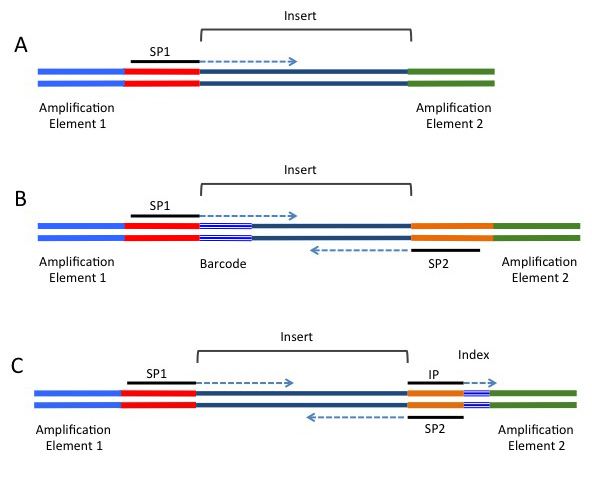 Insert
A
SP1
Amplification
Element 1
Amplification
Element 2
Insert
B
SP1
Amplification
Element 1
Barcode
SP2
Amplification
Element 2
Insert
Index
C
SP1
IP
Amplification
Element 1
SP2
Amplification
Element 2